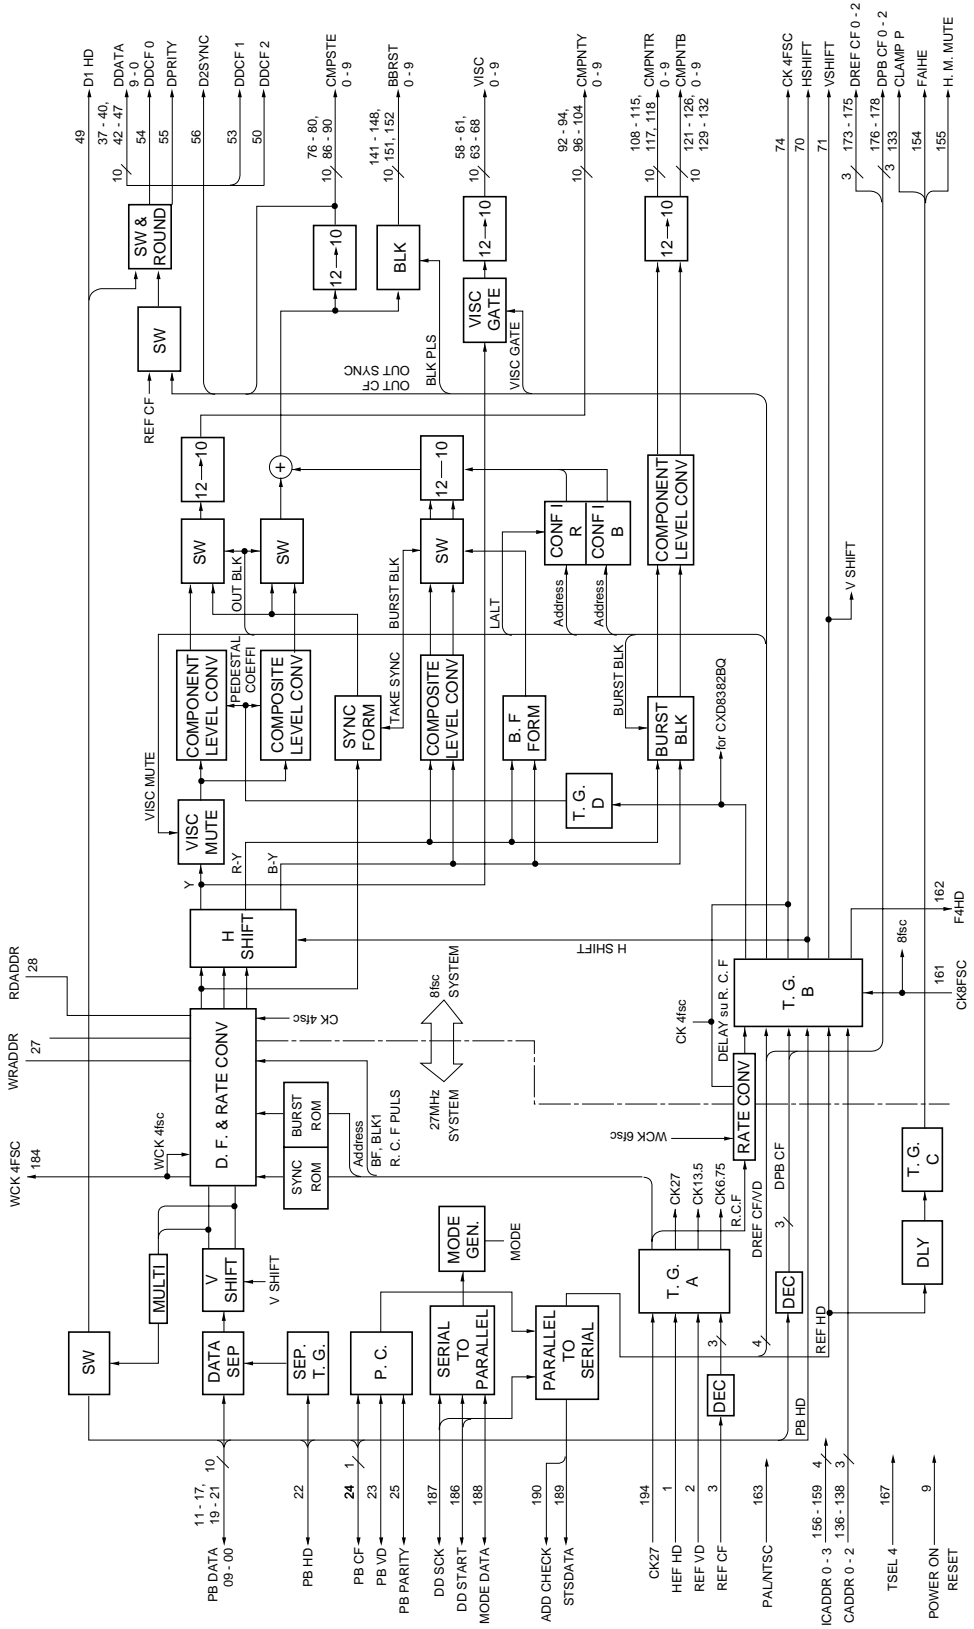 PB DATA
09 - 00
11 - 17,
19 - 21
10
PB HD
22
PB CF
24
1
PB VD
23
PB PARITY
25
DD SCK
187
DD START
186
MODE DATA
188
ADD CHECK
190
STSDATA
189
CK27
194
HEF HD
1
REF VD
2
REF CF
3
PAL/NTSC
163
ICADDR 0 - 3
156 - 159
4
CADDR 0 - 2
136 - 138
3
TSEL 4
167
POWER ON
RESET
9
SW
DATA
SEP
SEP.
T. G.
P. C.
SERIAL
TO
PARALLEL
PARALLEL
TO
SERIAL
DEC
3
PB HD
MULTI
V
SHIFT
V SHIFT
MODE
GEN.
MODE
T. G.
A
CK27
CK13.5
CK6.75
R.C.F
DREF CF/VD
4
DEC
3
DPB CF
REF HD
DLY
T. G.
C
WCK 4FSC
184
WCK 4fsc
WRADDR
27
RDADDR
28
D. F. & RATE CONV
CK 4fsc
SYNC
ROM
BURST
ROM
Address
BF, BLK1
R. C. F PULS
27MHz
SYSTEM
8fsc
SYSTEM
WCK 6fsc
RATE CONV
CK 4fsc
DELAY su R. C. F
T. G.
B
H SHIFT
8fsc
161
CK8FSC
162
F4HD
H
SHIFT
Y
R-Y
B-Y
VISC
MUTE
VISC MUTE
COMPONENT
LEVEL CONV
PEDESTAL
COEFFI
COMPOSITE
LEVEL CONV
OUT BLK
SYNC
FORM
TAKE SYNC
COMPOSITE
LEVEL CONV
BURST BLK
B. F
FORM
T. G.
D
for CXD8382BQ
BURST
BLK
BURST BLK
LALT
Address
Address
V SHIFT
SW
SW
SW
CONF I
R
CONF I
B
COMPONENT
LEVEL CONV
12 → 10
+
12 — 10
REF CF
SW
OUT CF
OUT SYNC
BLK PLS
VISC GATE
SW &
ROUND
12 → 10
BLK
VISC
GATE
12 → 10
12 → 10
49
D1 HD
37 - 40,
42 - 47
10
DDATA
9 - 0
54
DDCF 0
55
DPRITY
56
D2SYNC
53
DDCF 1
50
DDCF 2
76 - 80,
86 - 90
10
CMPSTE
0 - 9
141 - 148,
151, 152
10
BBRST
0 - 9
58 - 61,
63 - 68
10
VISC
0 - 9
92 - 94,
96 - 104
10
CMPNTY
0 - 9
108 - 115,
117, 118
10
CMPNTR
0 - 9
121 - 126,
129 - 132
10
CMPNTB
0 - 9
74
CK 4FSC
70
HSHIFT
71
VSHIFT
173 - 175
3
DREF CF 0 - 2
176 - 178
3
DPB CF 0 - 2
133
CLAMP P
154
FAIHE
155
H. M. MUTE